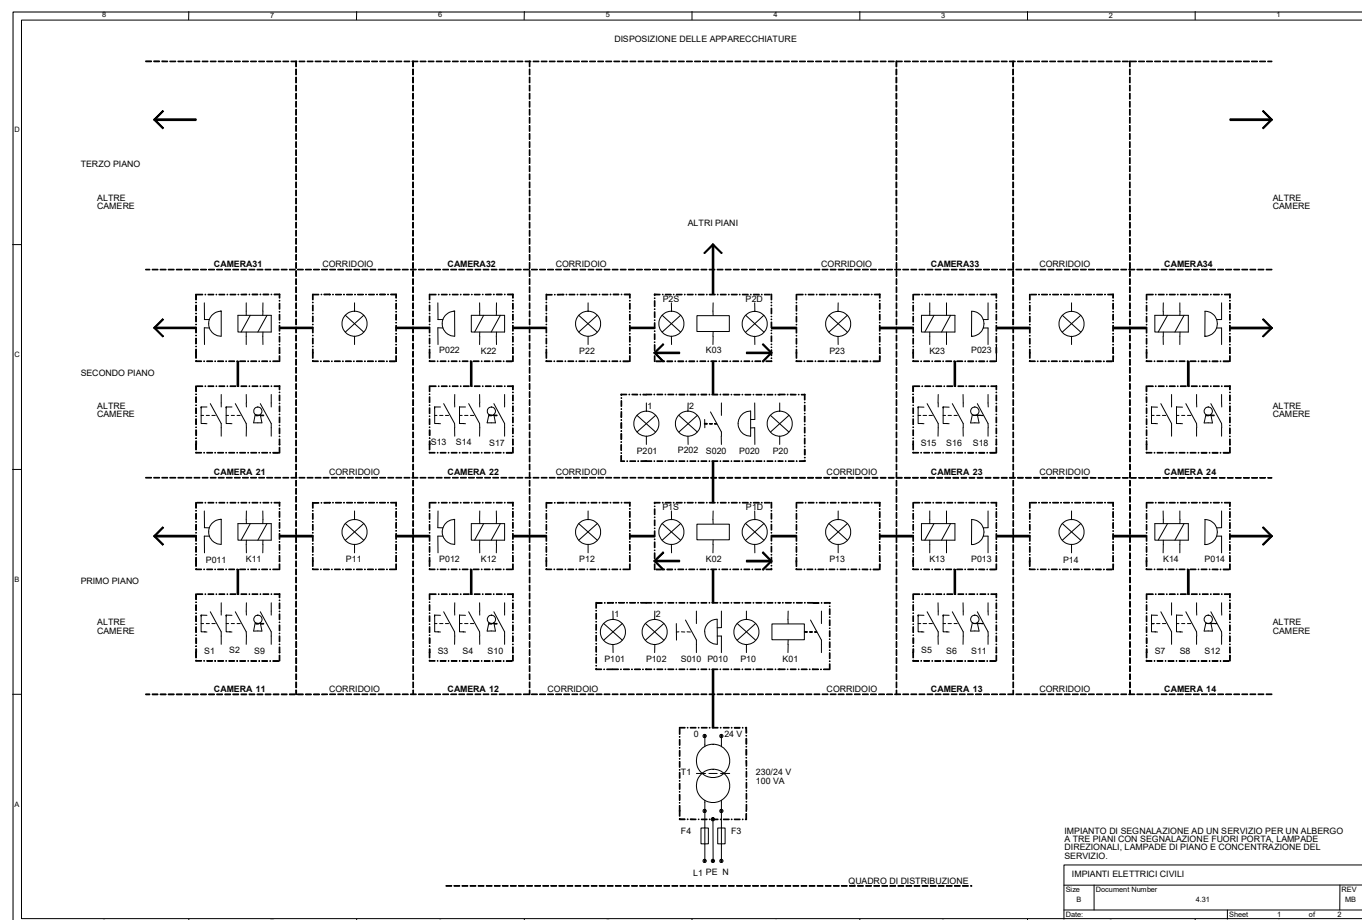 8 7 6 5 4 3 2 1
DISPOSIZIONE DELLE APPARECCHIATURE
D
TERZO PIANO
ALTRE
CAMERE
ALTRE
CAMERE
ALTRI PIANI
CAMERA31 CORRIDOIO CAMERA32 CORRIDOIO CORRIDOIO CAMERA33 CORRIDOIO CAMERA34
P2S P2D
P022 K22 P22 K03 P23 K23 P023
C
SECONDO PIANO
ALTRE
CAMERE
ALTRE
CAMERE
1 2
S13 S14 S17 P201 P202 S020 P020 P20 S15 S16 S18
CAMERA 21 CORRIDOIO CAMERA 22 CORRIDOIO CORRIDOIO CAMERA 23 CORRIDOIO CAMERA 24
P1S P1D
P011 K11 P11 P012 K12 P12 K02 P13 K13 P013 P14 K14 P014
B
PRIMO PIANO
ALTRE
CAMERE
ALTRE
CAMERE
1 2
S1 S2 S9 S3 S4 S10 P101 P102 S010 P010 P10 K01 S5 S6 S11 S7 S8 S12
CAMERA 11 CORRIDOIO CAMERA 12 CORRIDOIO CORRIDOIO CAMERA 13 CORRIDOIO CAMERA 14
0 24 V
T1 230/24 V
100 VA
A
F4 F3
L1 PE N
QUADRO DI DISTRIBUZIONE
IMPIANTO DI SEGNALAZIONE AD UN SERVIZIO PER UN ALBERGO
A TRE PIANI CON SEGNALAZIONE FUORI PORTA, LAMPADE
DIREZIONALI, LAMPADE DI PIANO E CONCENTRAZIONE DEL
SERVIZIO.
IMPIANTI ELETTRICI CIVILI
Size Document Number REV
B 4.31 MB
Date: Sheet 1 of 2